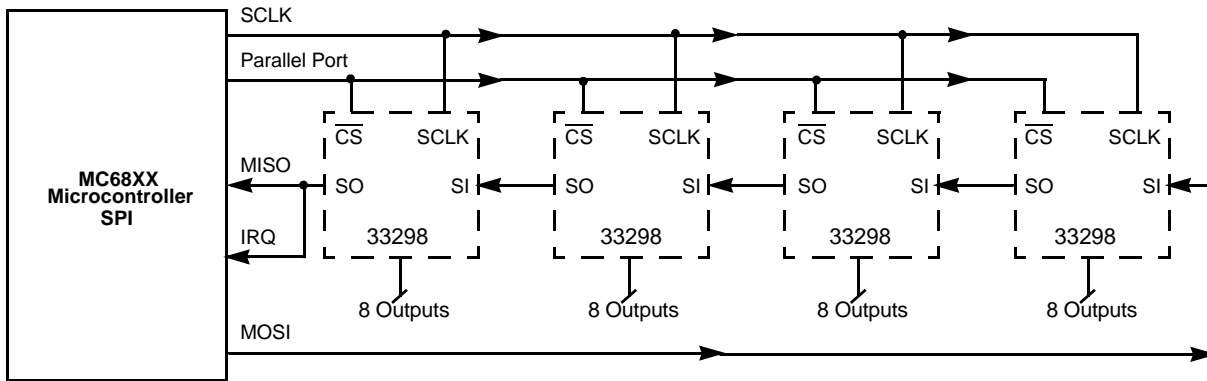 SCLK
Parallel Port
CS SCLK CS SCLK CS SCLK CS SCLK
MISO
SO SI SO SI SO SI SO SI
MC68XX
Microcontroller
SPI
IRQ
33298 33298 33298 33298
8 Outputs 8 Outputs 8 Outputs 8 Outputs
MOSI